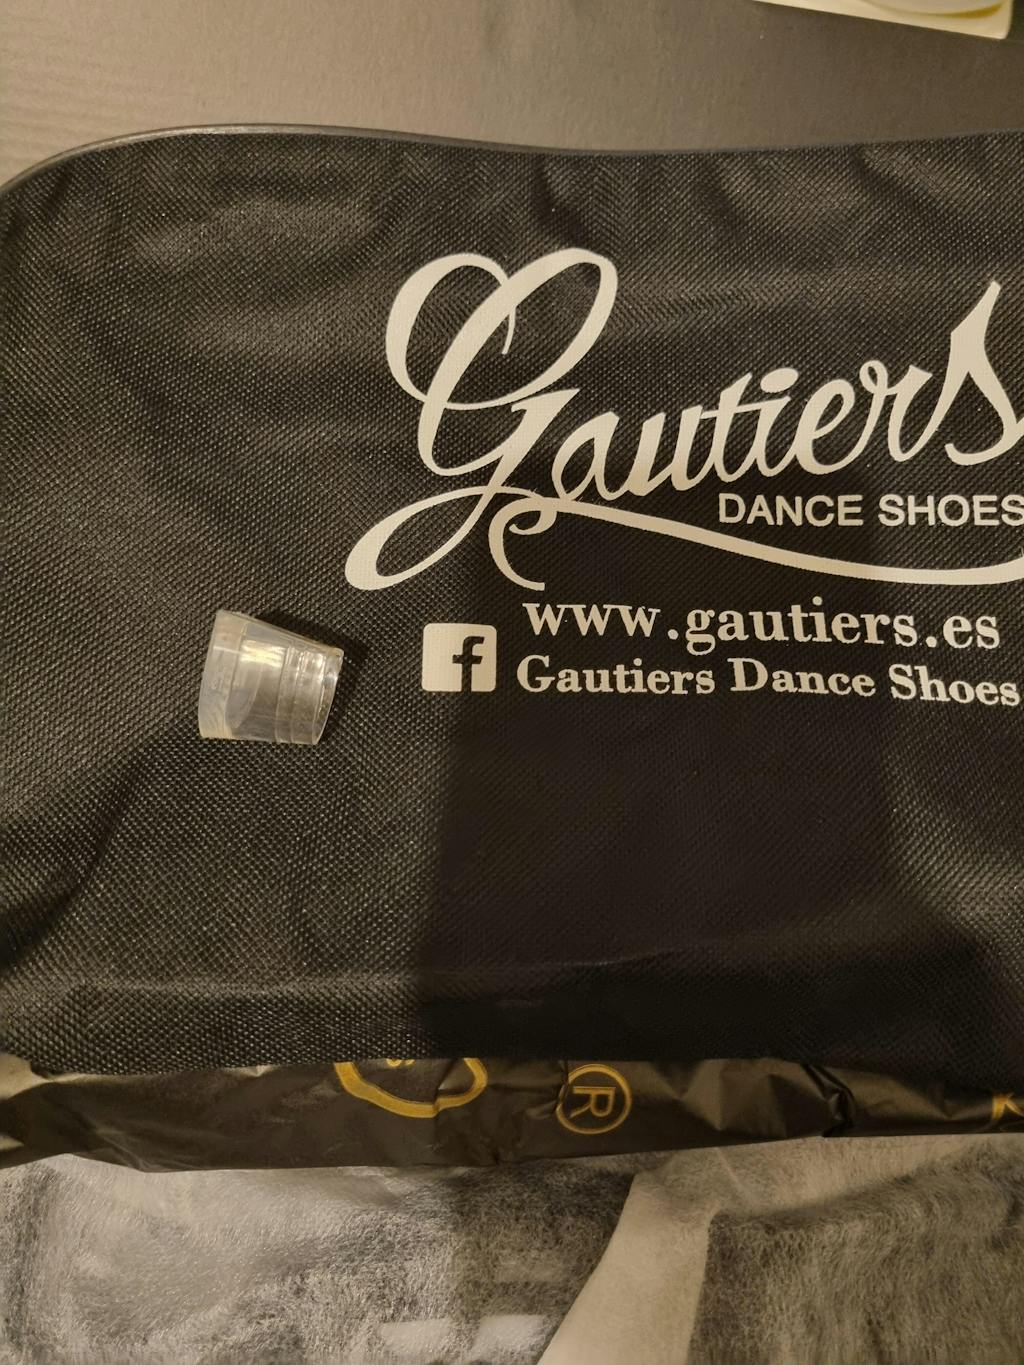 Gautiers
DANCE SHOES
www.gautiers.es
f
Gautiers Dance Shoes
®